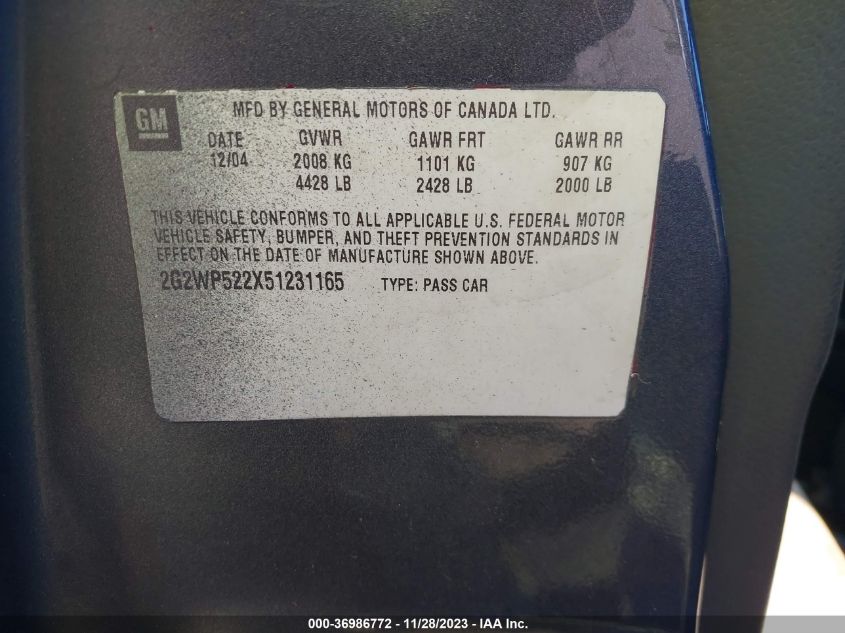 GM
MFD BY GENERAL MOTORS OF CANADA LTD.
DATE GVWR GAWR FRT GAWR RR
12/04 2008 KG 1101 KG 907 KG
4428 LB 2428 LB 2000 LB
THIS VEHICLE CONFORMS TO ALL APPLICABLE U.S. FEDERAL MOTOR
VEHICLE SAFETY, BUMPER, AND THEFT PREVENTION STANDARDS IN
EFFECT ON THE DATE OF MANUFACTURE SHOWN ABOVE.
2G2WP522X51231165 TYPE: PASS CAR
000-36986772 - 11/28/2023 - IAA Inc.